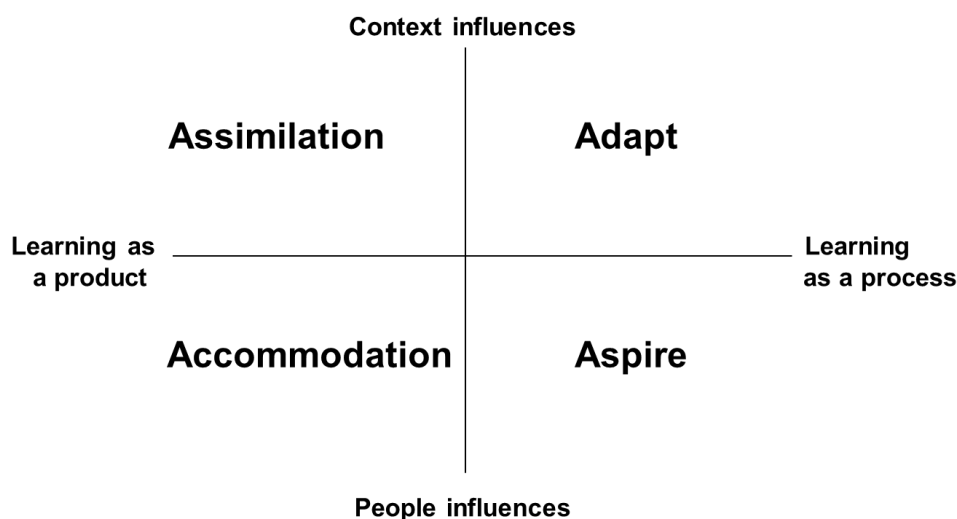 Context influences
Assimilation
Adapt
Learning as
a product
Learning
as a process
Accommodation
Aspire
People influences